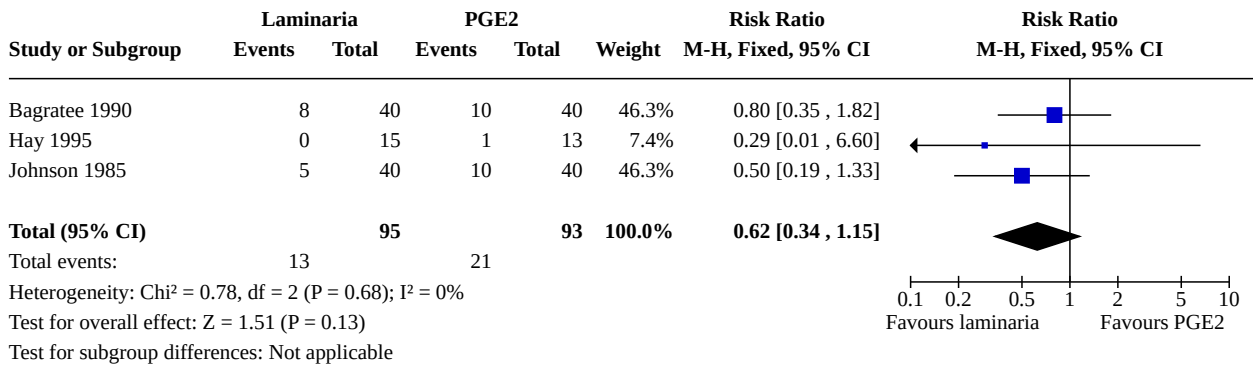 Laminaria PGE2 Risk Ratio Risk Ratio
Study or Subgroup Events Total Events Total Weight M-H, Fixed, 95% CI M-H, Fixed, 95% CI
Bagratee 1990 8 40 10 40 46.3% 0.80 [0.35 , 1.82]
Hay 1995 0 15 1 13 7.4% 0.29 [0.01 , 6.60]
Johnson 1985 5 40 10 40 46.3% 0.50 [0.19 , 1.33]
Total (95% CI) 95 93 100.0% 0.62 [0.34 , 1.15]
Total events: 13 21
Heterogeneity: Chi² = 0.78, df = 2 (P = 0.68); I² = 0%
Test for overall effect: Z = 1.51 (P = 0.13)
Test for subgroup differences: Not applicable
0.1 0.2 0.5 1 2 5 10
Favours laminaria Favours PGE2